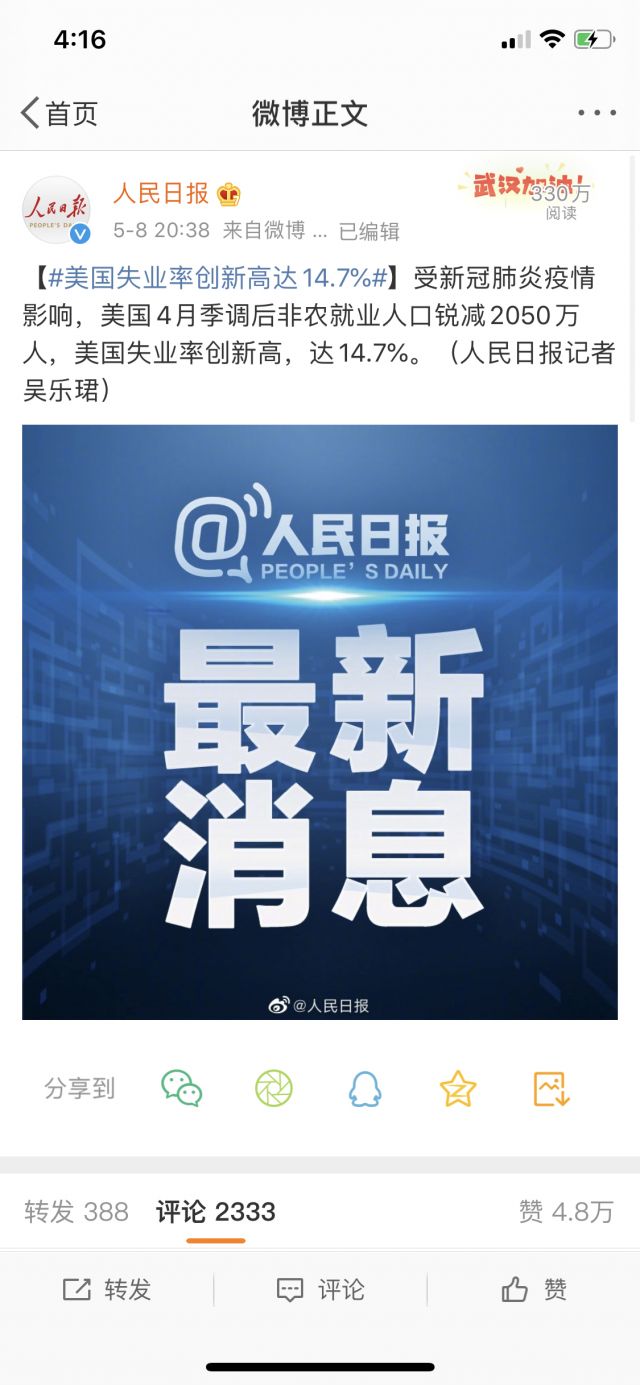 4:16
首页
微博正文
人民日报
PEOPLE'S DA
人民日报
武汉加油!
330万
阅读
5-8 20:38 来自微博 ... 已编辑
【#美国失业率创新高达14.7%#】受新冠肺炎疫情
影响，美国4月季调后非农就业人口锐减2050万
人，美国失业率创新高，达14.7%。（人民日报记者
吴乐珺）
@人民日报
PEOPLE'S DAILY
最新
消息
@人民日报
分享到
转发 388 评论 2333 赞 4.8万
转发 评论 赞